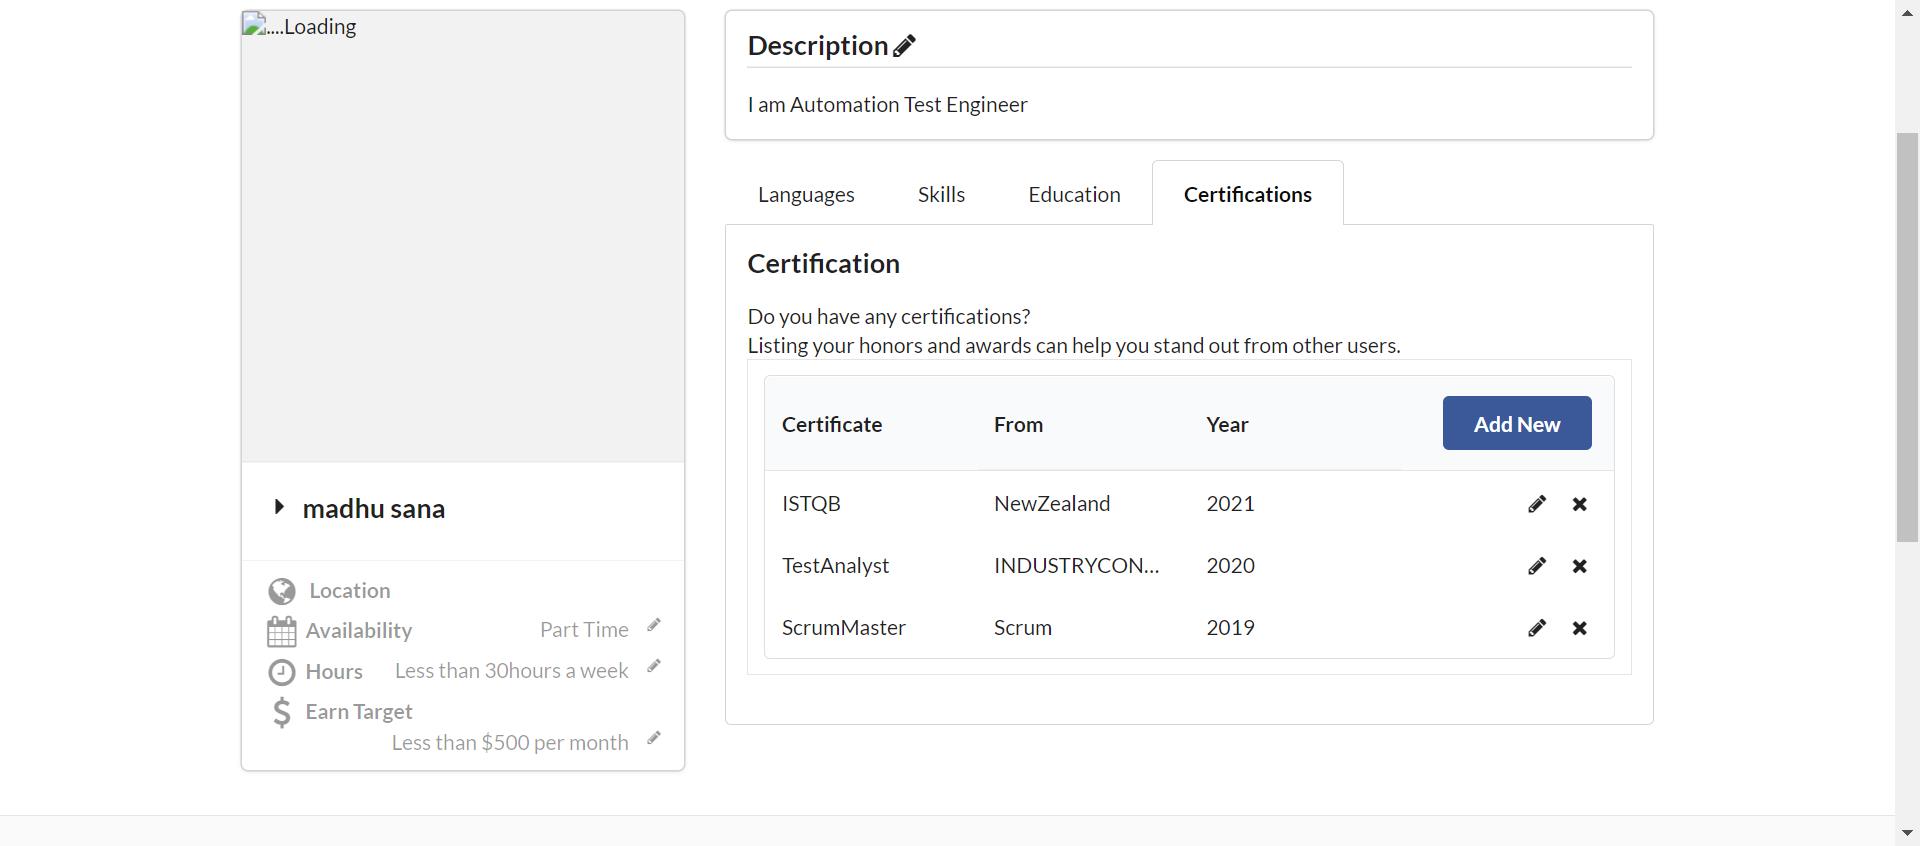 ....Loading
madhu sana
Location
Availability Part Time
Hours Less than 30hours a week
Earn Target
Less than $500 per month
Description
I am Automation Test Engineer
Languages Skills Education Certifications
Certification
Do you have any certifications?
Listing your honors and awards can help you stand out from other users.
Certificate From Year Add New
ISTQB NewZealand 2021
TestAnalyst INDUSTRYCON... 2020
ScrumMaster Scrum 2019